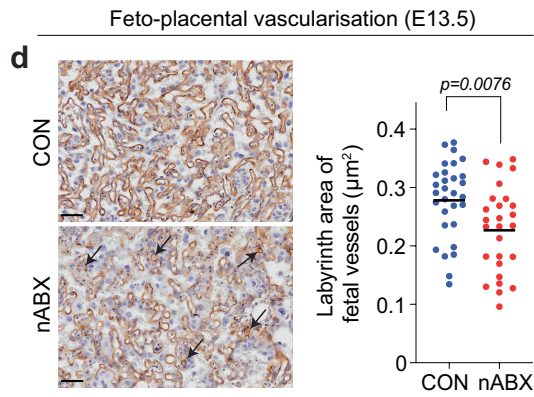 Feto-placental vascularisation (E13.5)
d
CON
nABX
p=0.0076
Labyrinth area of
fetal vessels (μm²)
0.4
0.3
0.2
0.1
0
CON nABX